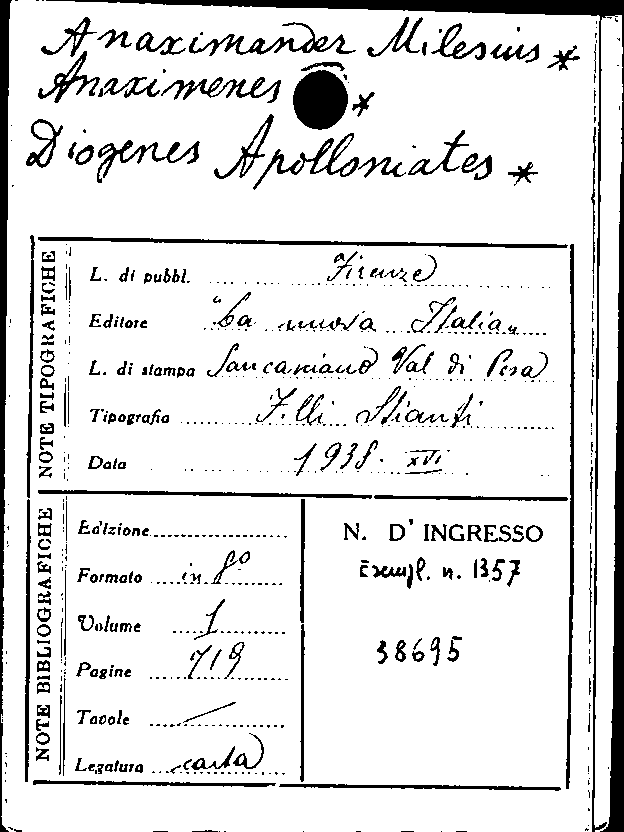 Anaximander Milesius *
Anaximenes *
Diogenes Apolloniates *
NOTE TIPOGRAFICHE
L. di pubbl. Firenze
Editore "La nuova Italia"
L. di stampa Sancasciano Val di Pesa
Tipografia F.lli Stianti
Data 1938. XVI
NOTE BIBLIOGRAFICHE
Edizione
Formato in 8°
Volume 1
Pagine 719
Tavole /
Legatura carta
N. D' INGRESSO
Esempl. n. 1357
38695